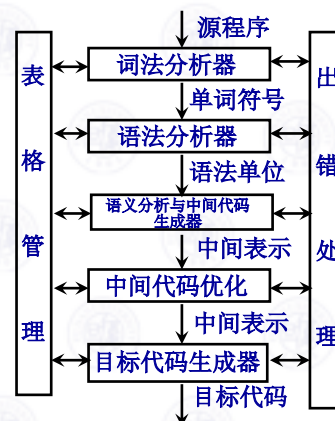 源程序
词法分析器
单词符号
语法分析器
语法单位
语义分析与中间代码
生成器
中间表示
中间代码优化
中间表示
目标代码生成器
目标代码
表
格
管
理
出
错
处
理